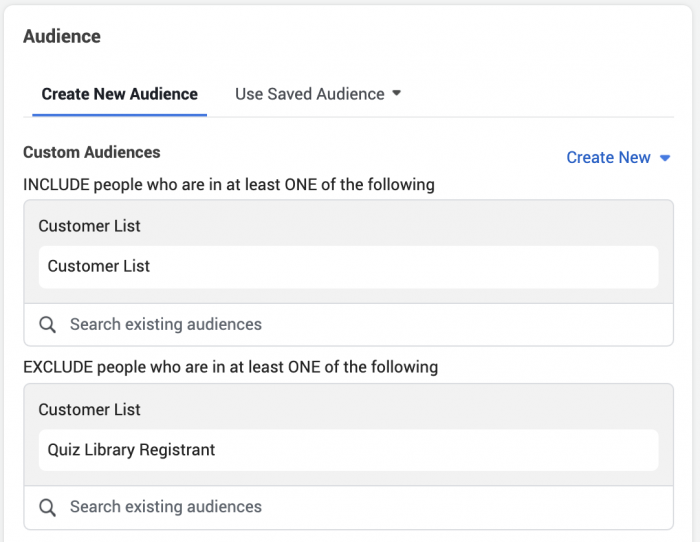 Audience
Create New Audience
Use Saved Audience
Custom Audiences
Create New
INCLUDE people who are in at least ONE of the following
Customer List
Customer List
Search existing audiences
EXCLUDE people who are in at least ONE of the following
Customer List
Quiz Library Registrant
Search existing audiences